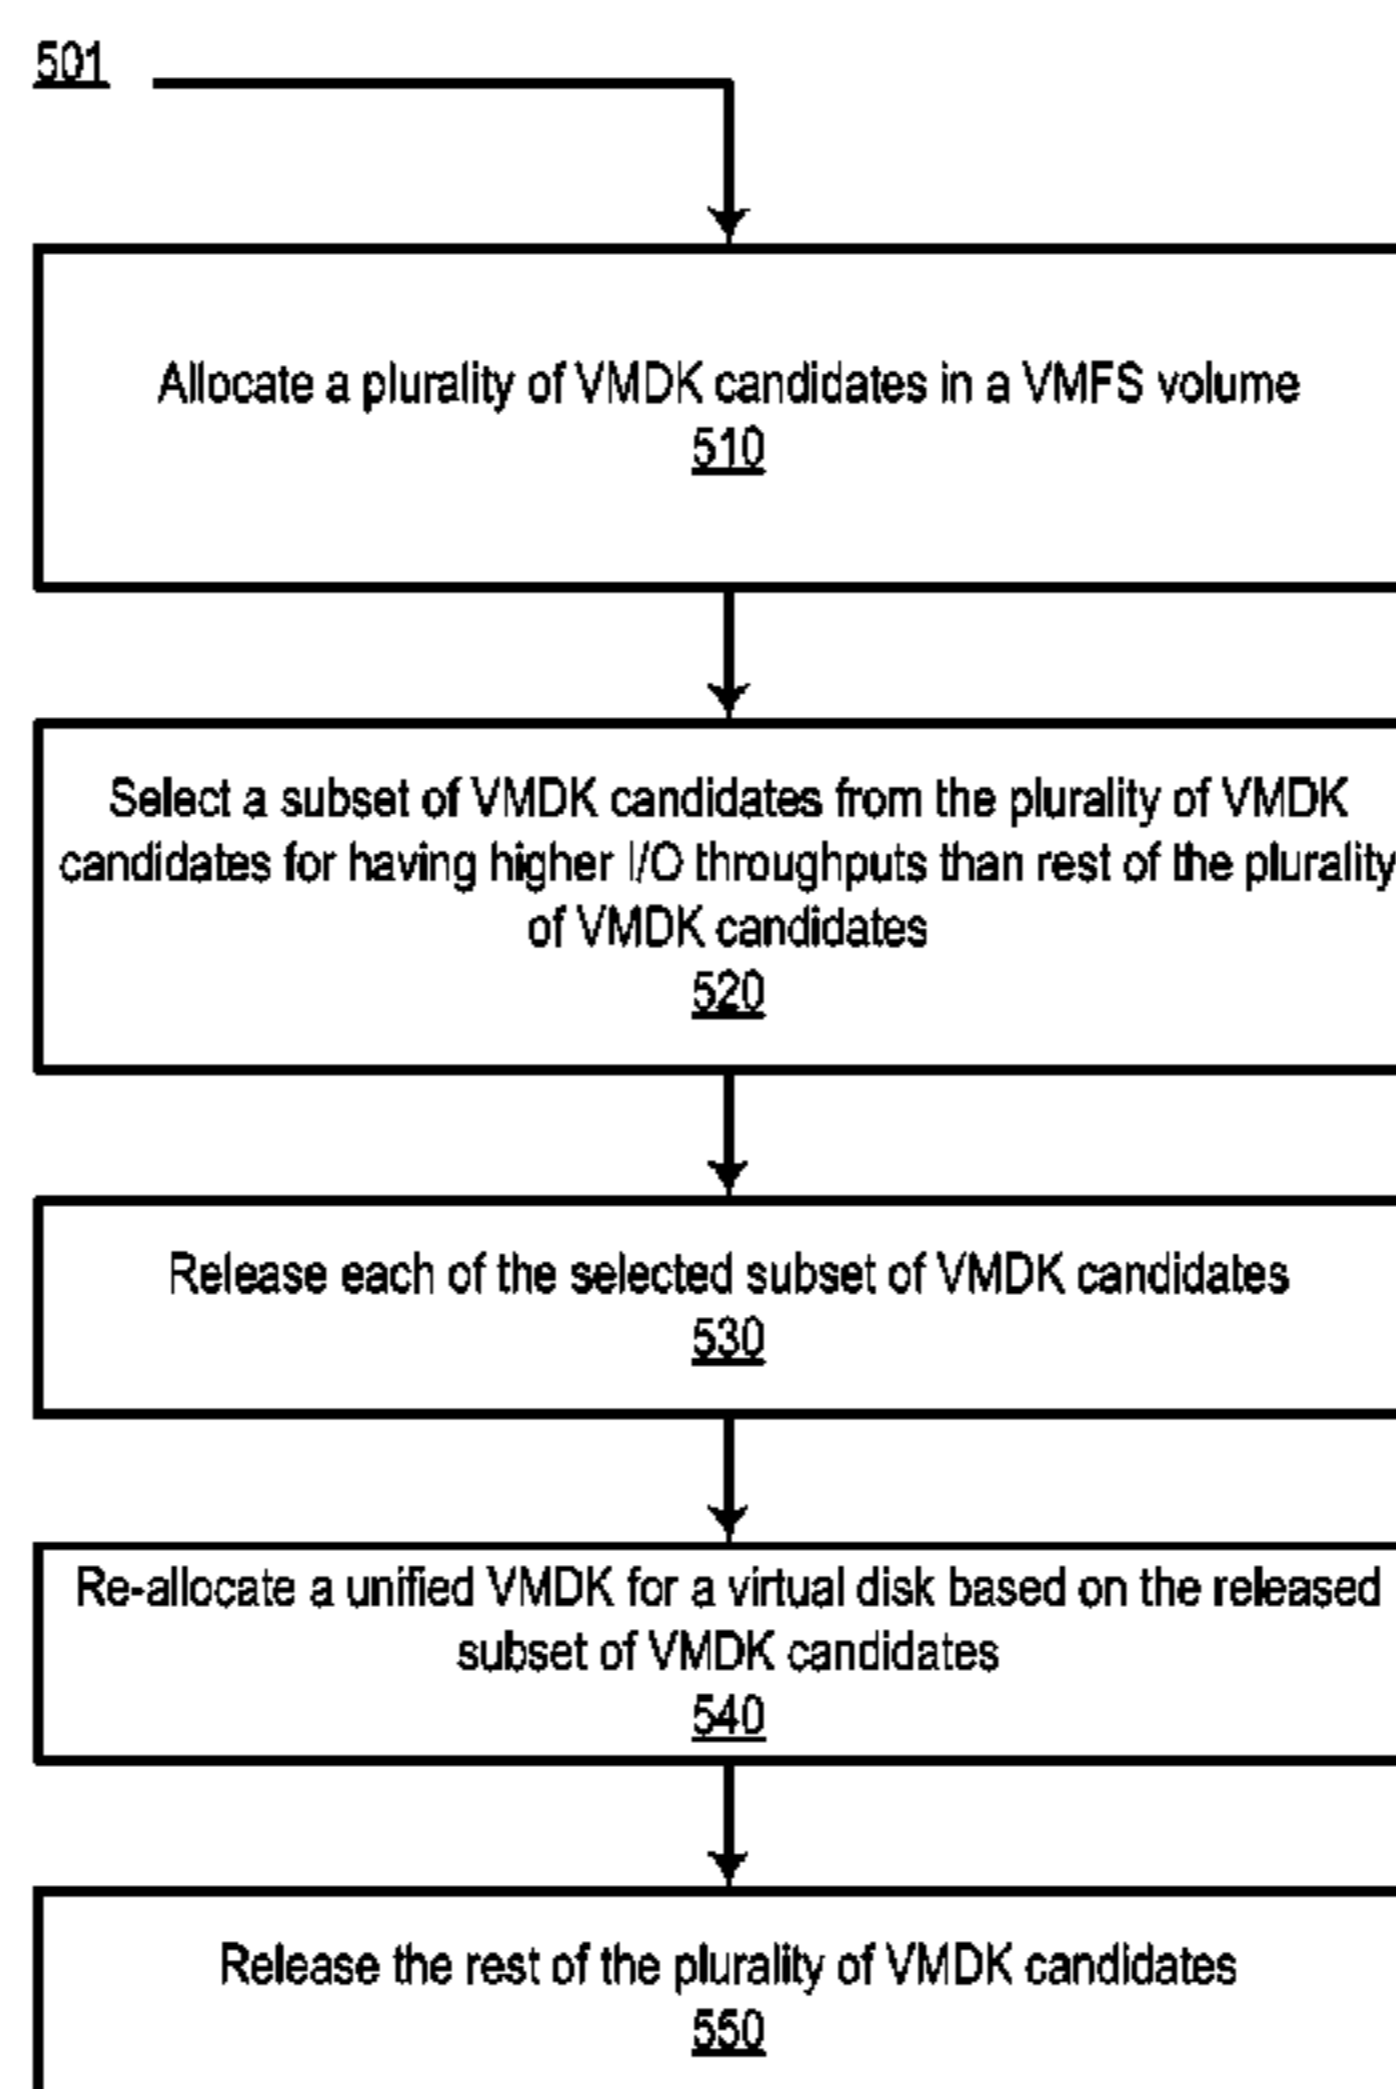 501
Allocate a plurality of VMDK candidates in a VMFS volume
510
Select a subset of VMDK candidates from the plurality of VMDK
candidates for having higher I/O throughputs than rest of the plurality
of VMDK candidates
520
Release each of the selected subset of VMDK candidates
530
Re-allocate a unified VMDK for a virtual disk based on the released
subset of VMDK candidates
540
Release the rest of the plurality of VMDK candidates
550